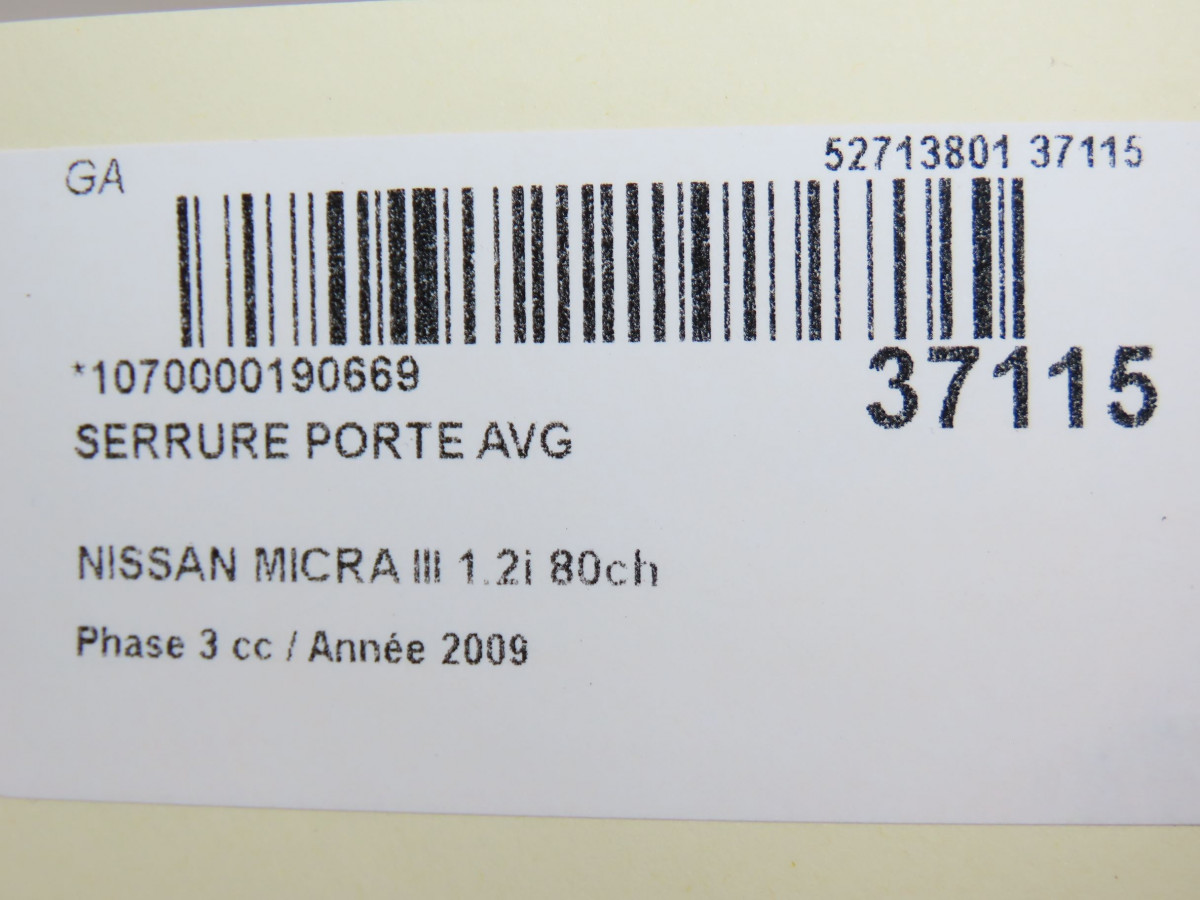 GA
52713801 37115
*1070000190669
37115
SERRURE PORTE AVG
NISSAN MICRA III 1.2i 80ch
Phase 3 cc / Année 2009